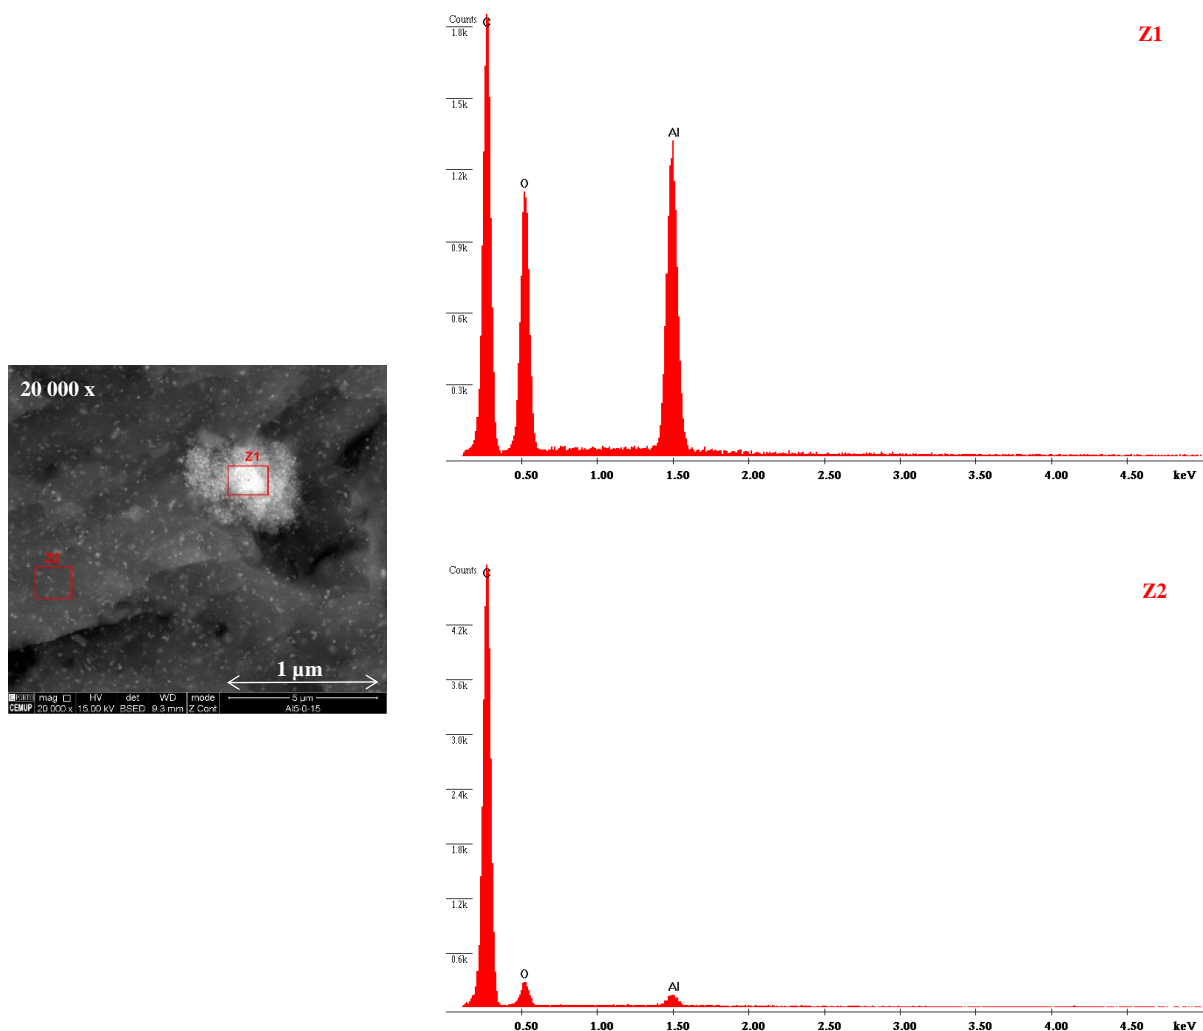 Counts
C
Z1
1.8k
Al
1.5k
O
1.2k
0.9k
0.6k
0.3k
0.50 1.00 1.50 2.00 2.50 3.00 3.50 4.00 4.50 keV
20 000 x
Z1
Z2
1 µm
mag HV det WD mode 5 µm
CEMUP 20 000 x 15.00 kV BSED 9.3 mm Z Cont Al5-0-15
Counts
C
Z2
4.2k
3.6k
3.0k
2.4k
1.8k
1.2k
0.6k
O
Al
0.50 1.00 1.50 2.00 2.50 3.00 3.50 4.00 4.50 keV